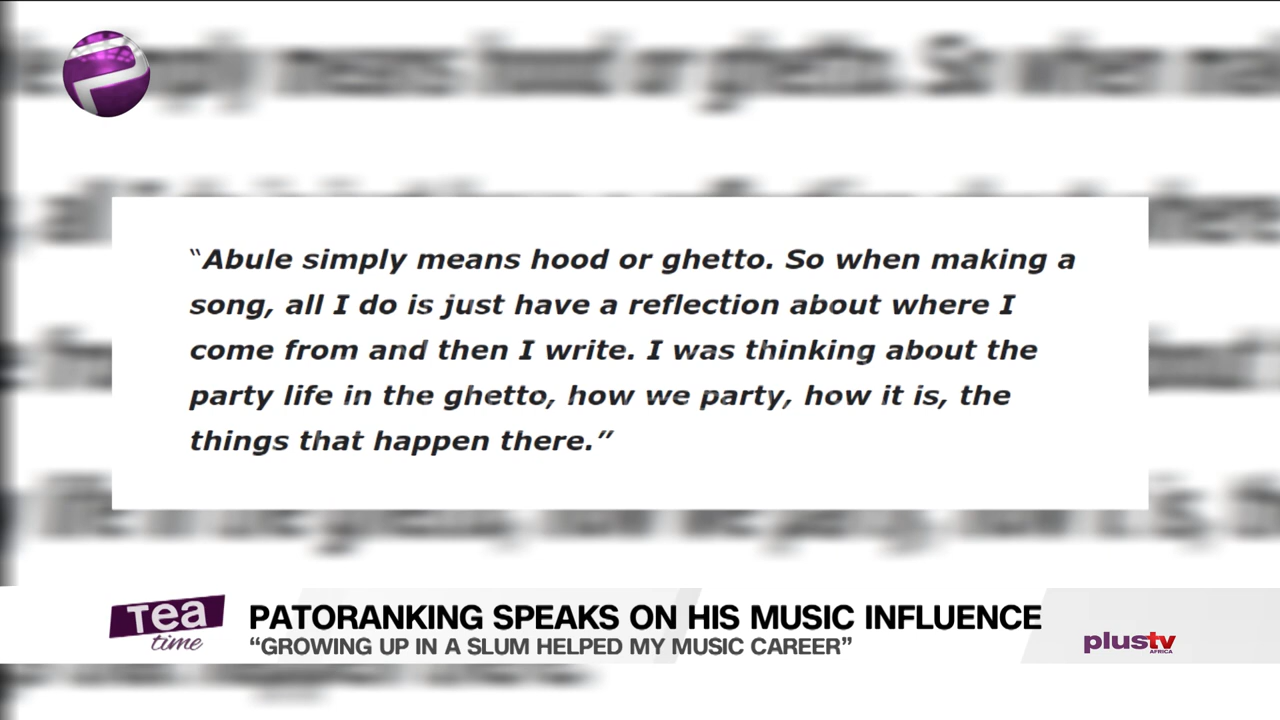 “Abule simply means hood or ghetto. So when making a
song, all I do is just have a reflection about where I
come from and then I write. I was thinking about the
party life in the ghetto, how we party, how it is, the
things that happen there.”
Tea
time
PATORANKING SPEAKS ON HIS MUSIC INFLUENCE
“GROWING UP IN A SLUM HELPED MY MUSIC CAREER”
plustv
AFRICA